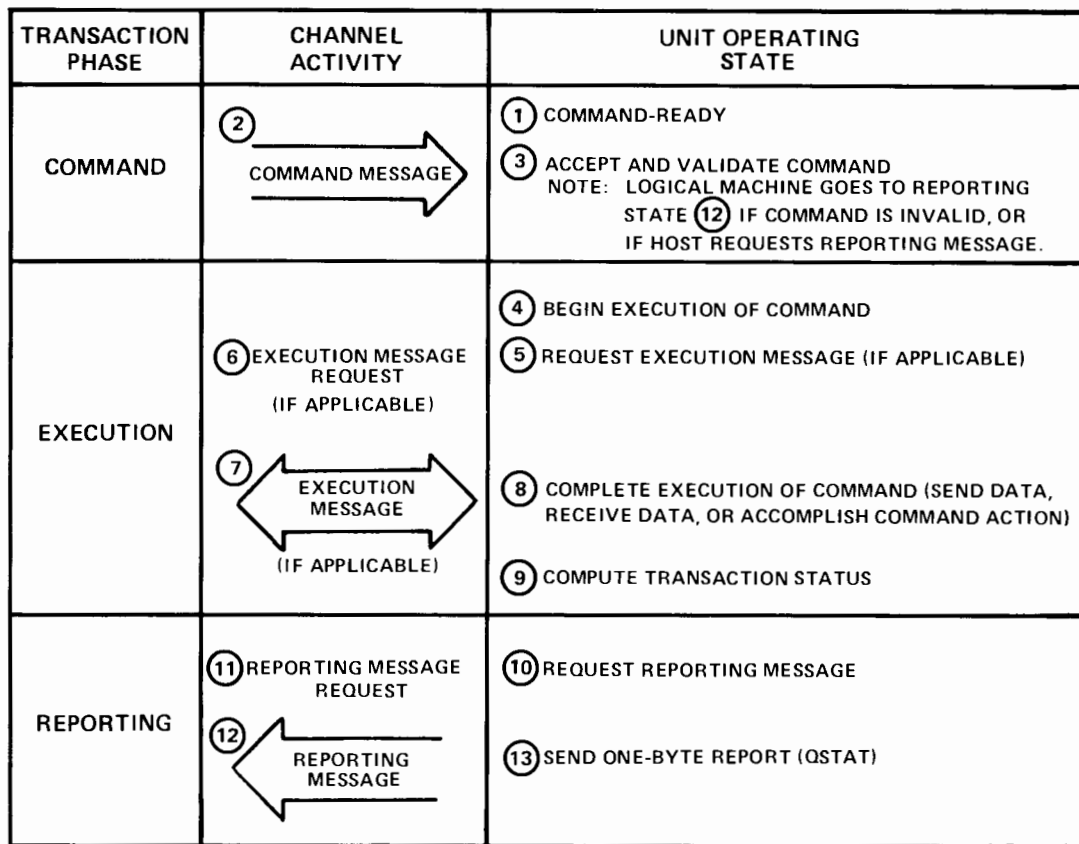 TRANSACTION
PHASE
CHANNEL
ACTIVITY
UNIT OPERATING
STATE
COMMAND
2
COMMAND MESSAGE
1 COMMAND-READY
3 ACCEPT AND VALIDATE COMMAND
NOTE: LOGICAL MACHINE GOES TO REPORTING
STATE 12 IF COMMAND IS INVALID, OR
IF HOST REQUESTS REPORTING MESSAGE.
EXECUTION
6 EXECUTION MESSAGE
REQUEST
(IF APPLICABLE)
7
EXECUTION
MESSAGE
(IF APPLICABLE)
4 BEGIN EXECUTION OF COMMAND
5 REQUEST EXECUTION MESSAGE (IF APPLICABLE)
8 COMPLETE EXECUTION OF COMMAND (SEND DATA,
RECEIVE DATA, OR ACCOMPLISH COMMAND ACTION)
9 COMPUTE TRANSACTION STATUS
REPORTING
11 REPORTING MESSAGE
REQUEST
12
REPORTING
MESSAGE
10 REQUEST REPORTING MESSAGE
13 SEND ONE-BYTE REPORT (QSTAT)